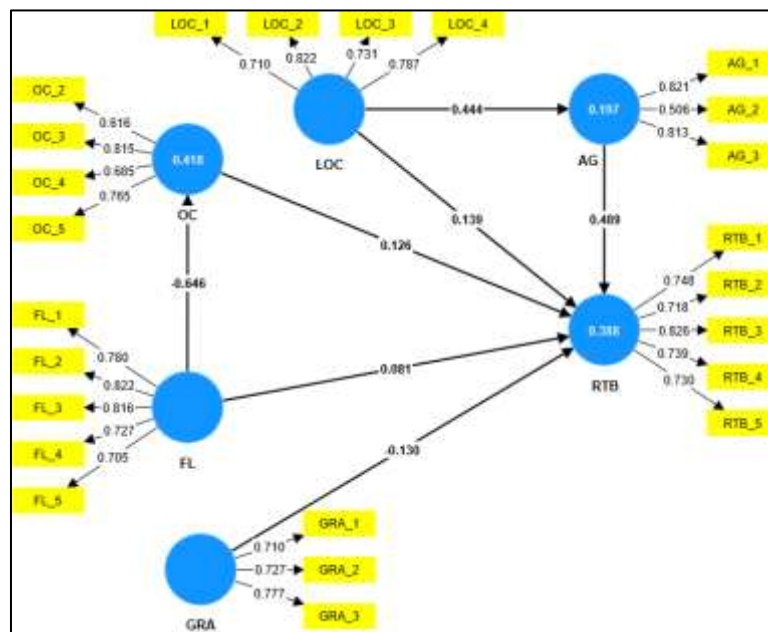 LOC_1
LOC_2
LOC_3
LOC_4
0.710
0.822
0.731
0.787
LOC
OC_2
OC_3
OC_4
OC_5
0.616
0.815
0.685
0.765
0.418
OC
0.444
AG_1
AG_2
AG_3
0.821
0.506
0.813
0.197
AG
0.139
0.489
0.126
-0.646
RTB_1
RTB_2
RTB_3
RTB_4
RTB_5
0.748
0.718
0.826
0.739
0.730
0.388
RTB
FL_1
FL_2
FL_3
FL_4
FL_5
0.780
0.822
0.816
0.727
0.705
FL
0.081
-0.130
GRA_1
GRA_2
GRA_3
0.710
0.727
0.777
GRA